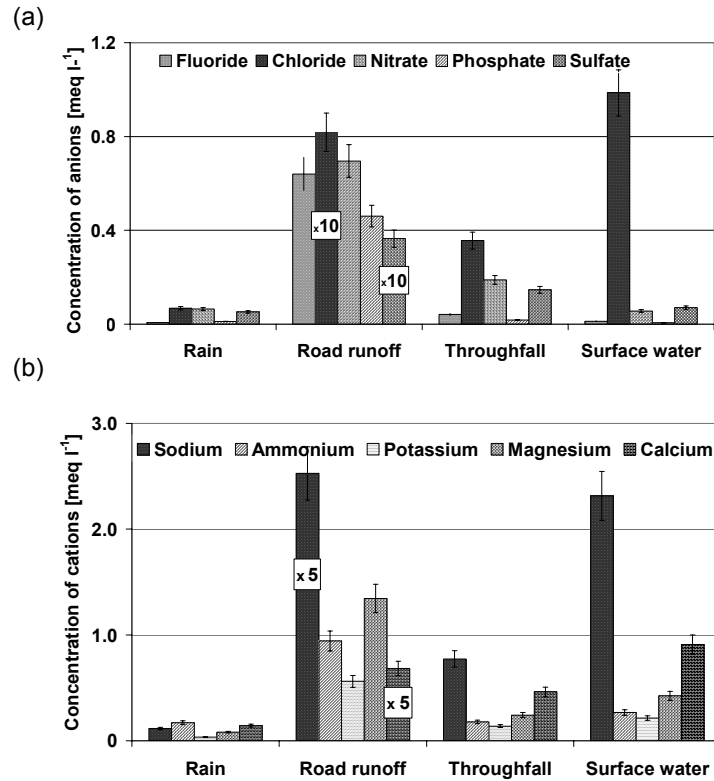 (a)
Concentration of anions [meq l-1]
1.2
Fluoride Chloride Nitrate Phosphate Sulfate
0.8
0.4
0
x10
x10
Rain Road runoff Throughfall Surface water
(b)
Concentration of cations [meq l-1]
3.0
Sodium Ammonium Potassium Magnesium Calcium
2.0
1.0
0
x 5
x 5
Rain Road runoff Throughfall Surface water